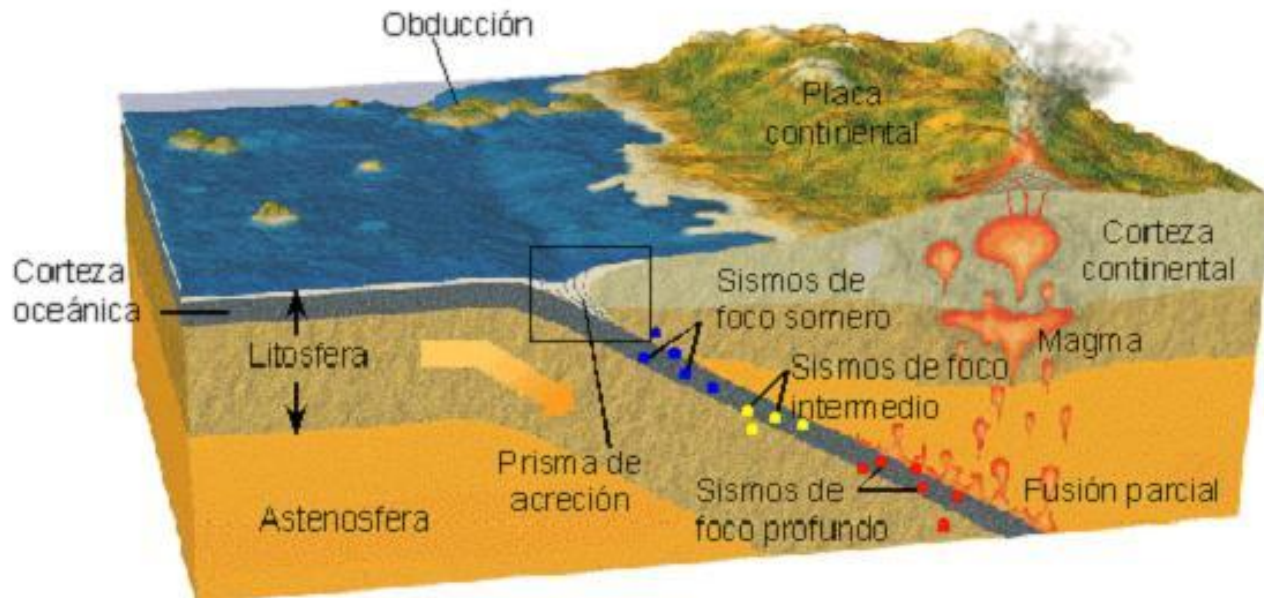 Obducción
Placa
continental
Corteza
oceánica
Sismos de
foco somero
Corteza
continental
Litosfera
Magma
Sismos de foco
intermedio
Prisma de
acreción
Sismos de
foco profundo
Fusión parcial
Astenosfera